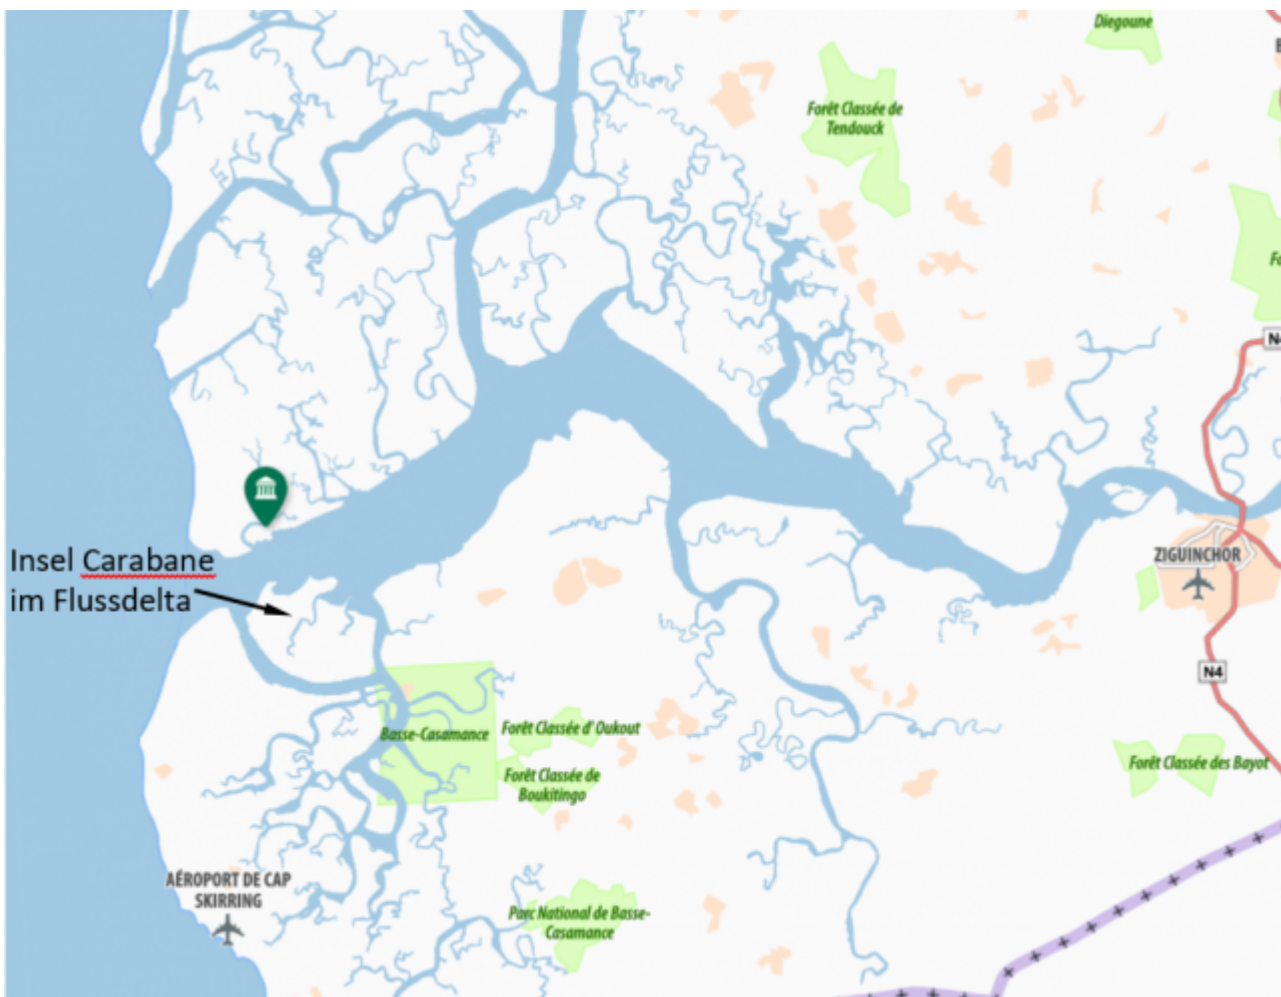 Diegoune
Forêt Classée de
Tendouck
Insel Carabane
im Flussdelta
ZIGUINCHOR
N4
Basse-Casamance
Forêt Classée d' Oukout
Forêt Classée de
Boukitingo
Forêt Classée des Bayot
AÉROPORT DE CAP
SKIRRING
Parc National de Basse-
Casamance